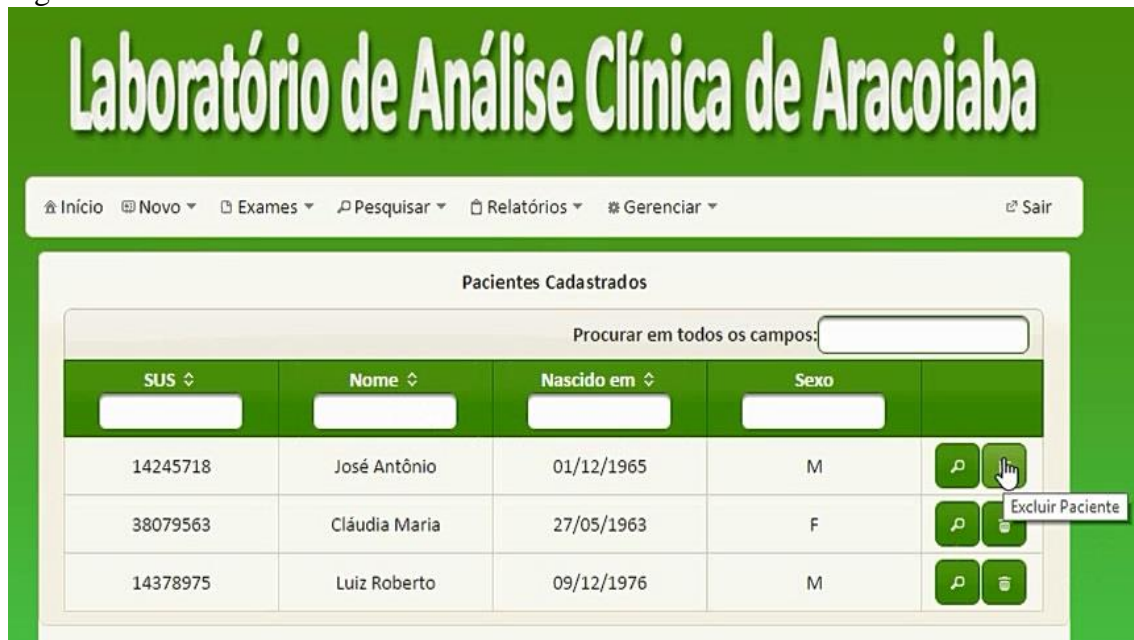 Laboratório de Análise Clínica de Aracoiaba
Início Novo Exames Pesquisar Relatórios Gerenciar Sair
Pacientes Cadastrados
Procurar em todos os campos:
SUS Nome Nascido em Sexo
14245718 José Antônio 01/12/1965 M
Excluir Paciente
38079563 Cláudia Maria 27/05/1963 F
14378975 Luiz Roberto 09/12/1976 M